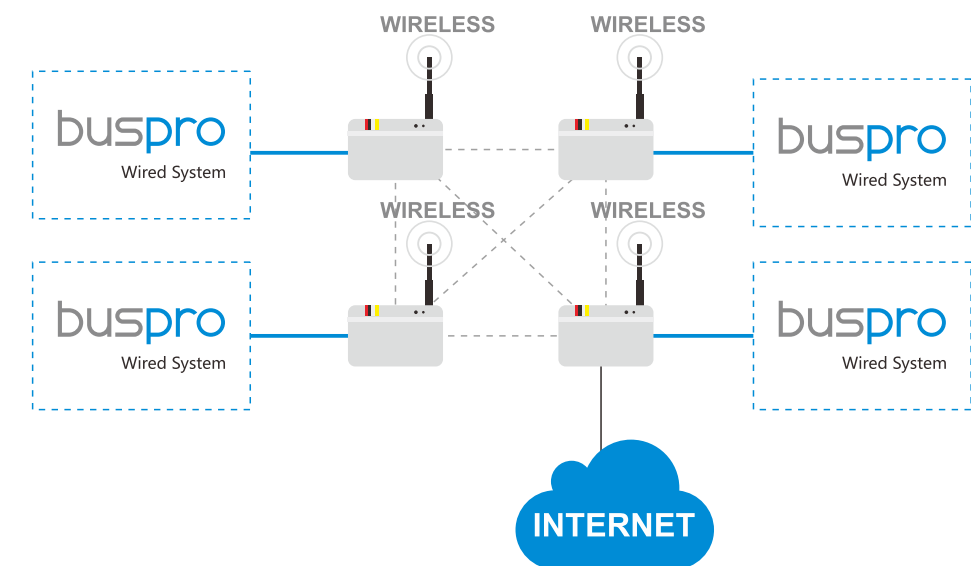 WIRELESS
WIRELESS
buspro
Wired System
buspro
Wired System
WIRELESS
WIRELESS
buspro
Wired System
buspro
Wired System
INTERNET